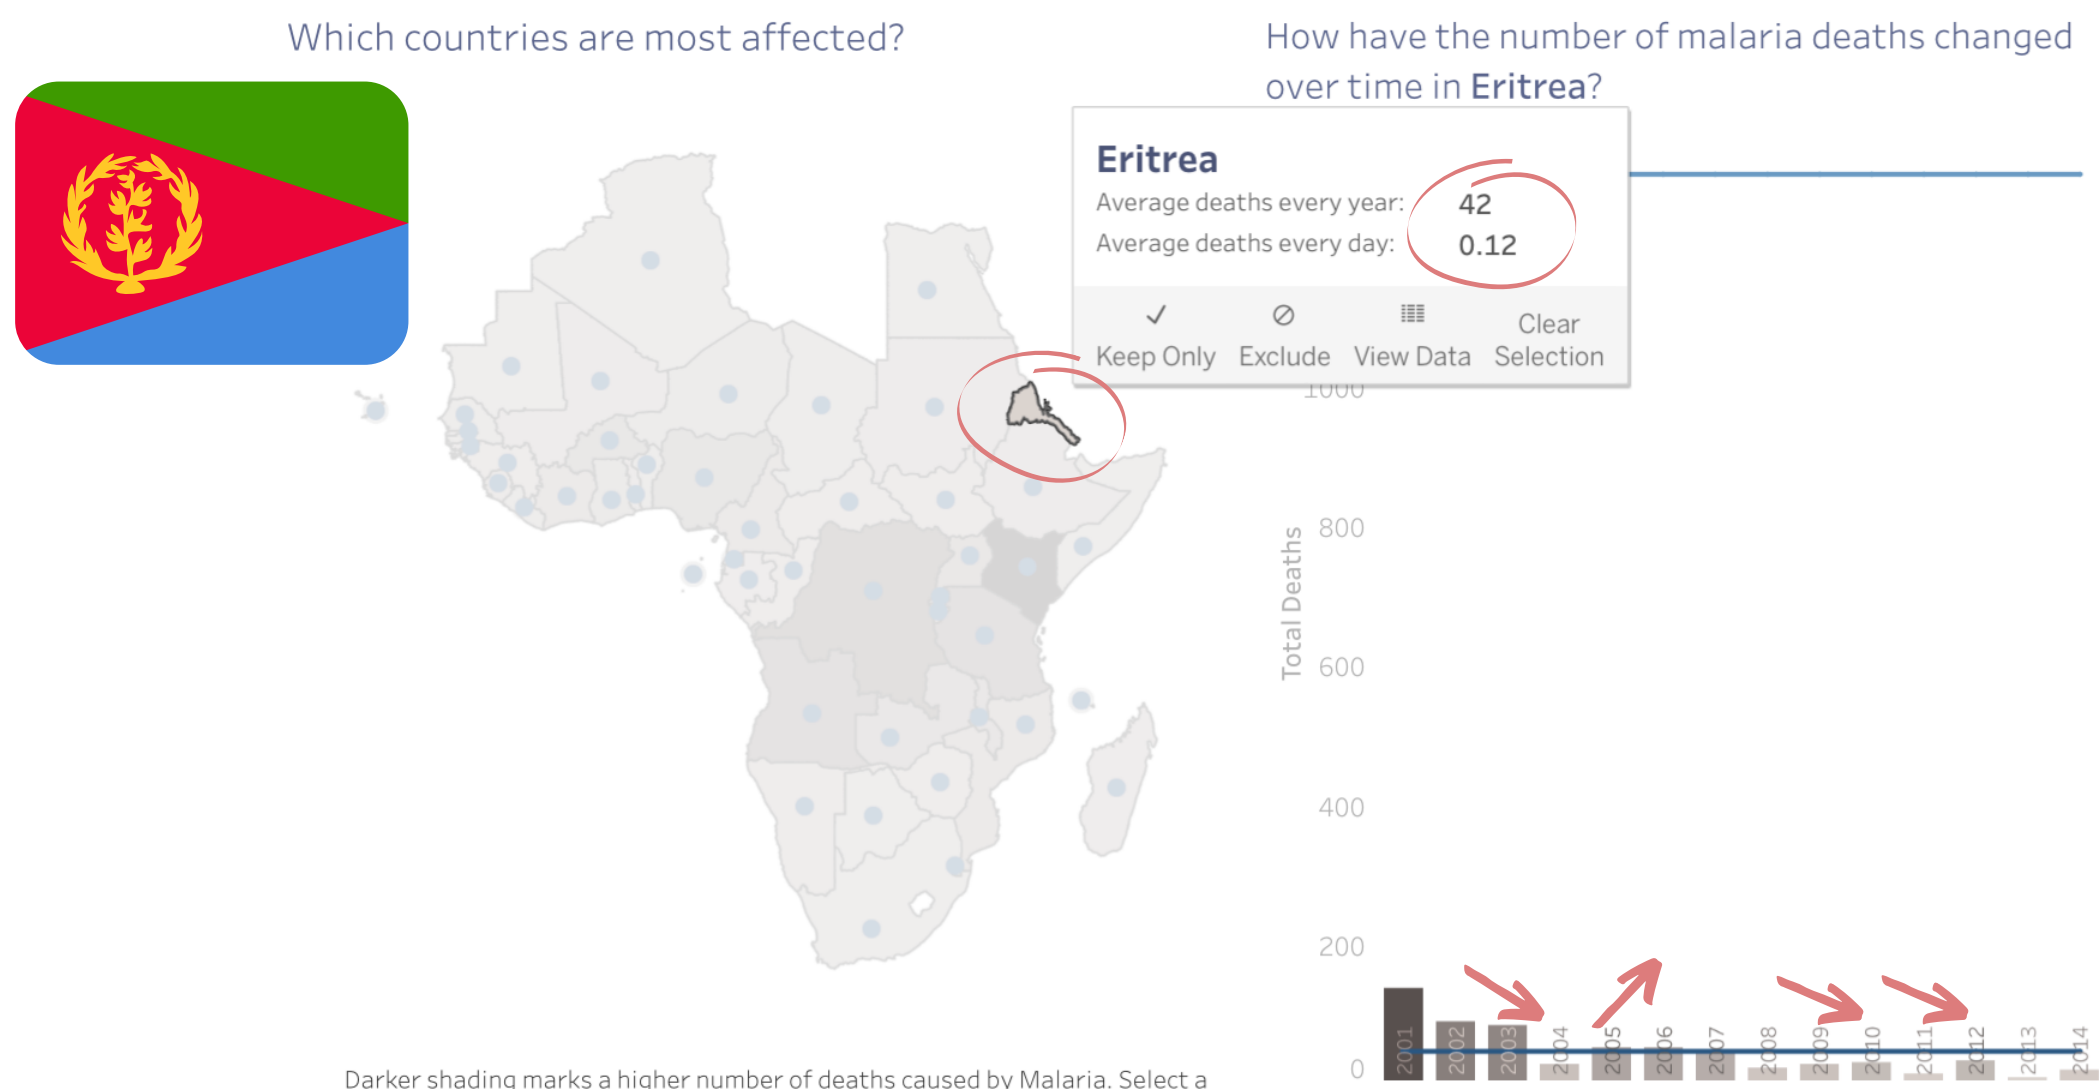 Which countries are most affected?
How have the number of malaria deaths changed
over time in Eritrea?
Eritrea
Average deaths every year: 42
Average deaths every day: 0.12
Keep Only
Exclude
View Data
Clear
Selection
1000
800
600
400
200
0
Total Deaths
2001
2002
2003
2004
2005
2006
2007
2008
2009
2010
2011
2012
2013
2014
Darker shading marks a higher number of deaths caused by Malaria. Select a